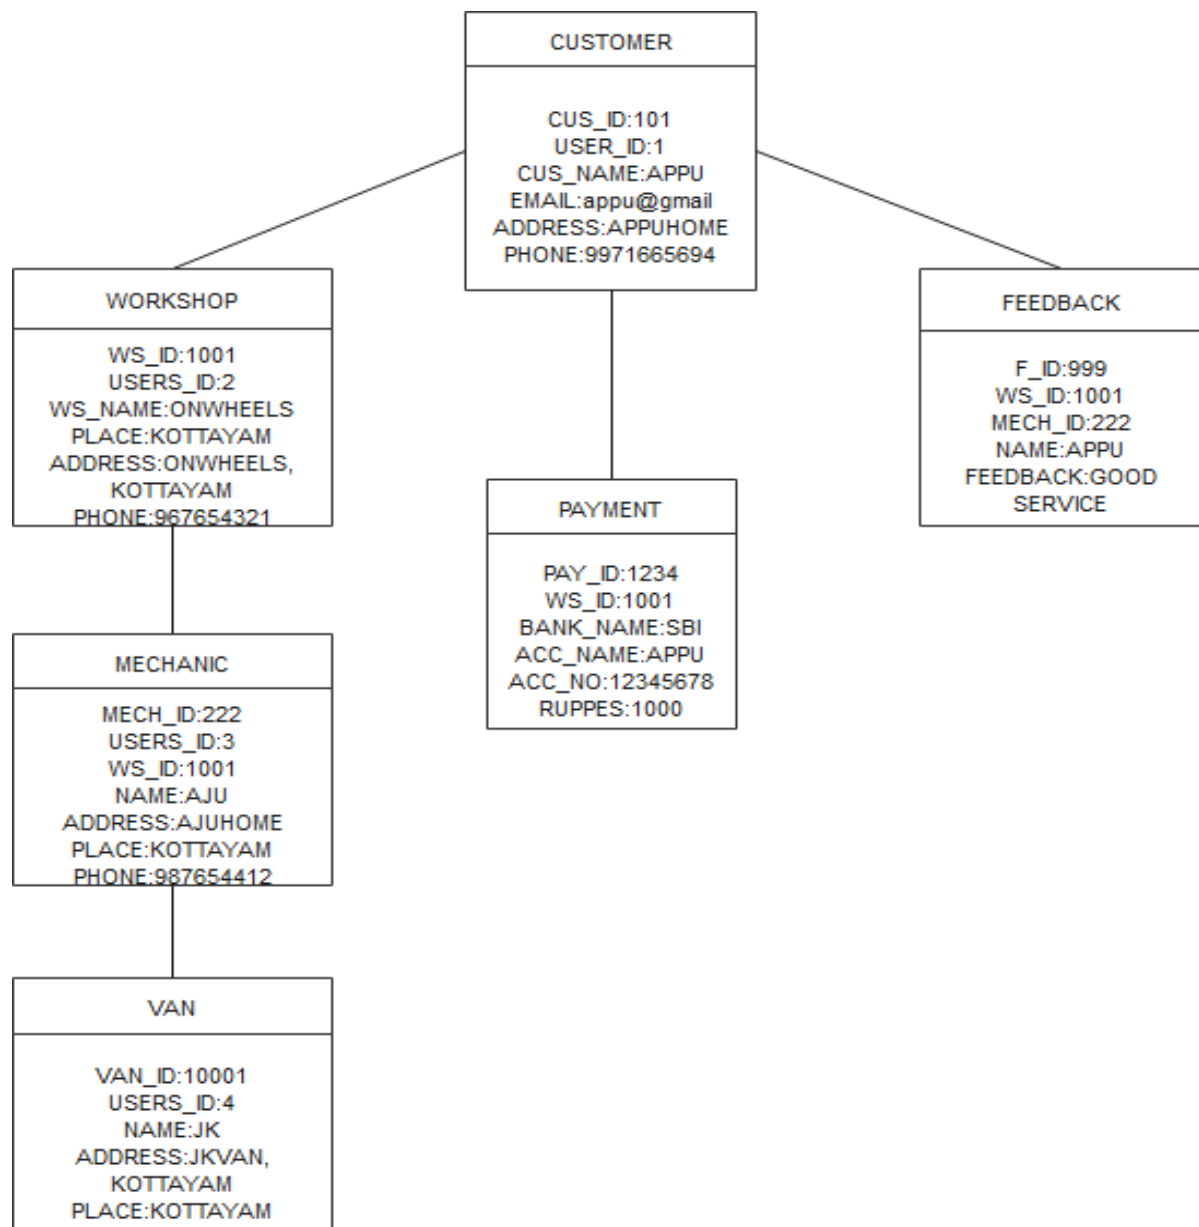 CUSTOMER
CUS_ID:101
USER_ID:1
CUS_NAME:APPU
EMAIL:appu@gmail
ADDRESS:APPUHOME
PHONE:9971665694
WORKSHOP
WS_ID:1001
USERS_ID:2
WS_NAME:ONWHEELS
PLACE:KOTTAYAM
ADDRESS:ONWHEELS,
KOTTAYAM
PHONE:967654321
FEEDBACK
F_ID:999
WS_ID:1001
MECH_ID:222
NAME:APPU
FEEDBACK:GOOD
SERVICE
PAYMENT
PAY_ID:1234
WS_ID:1001
BANK_NAME:SBI
ACC_NAME:APPU
ACC_NO:12345678
RUPPES:1000
MECHANIC
MECH_ID:222
USERS_ID:3
WS_ID:1001
NAME:AJU
ADDRESS:AJUHOME
PLACE:KOTTAYAM
PHONE:987654412
VAN
VAN_ID:10001
USERS_ID:4
NAME:JK
ADDRESS:JKVAN,
KOTTAYAM
PLACE:KOTTAYAM